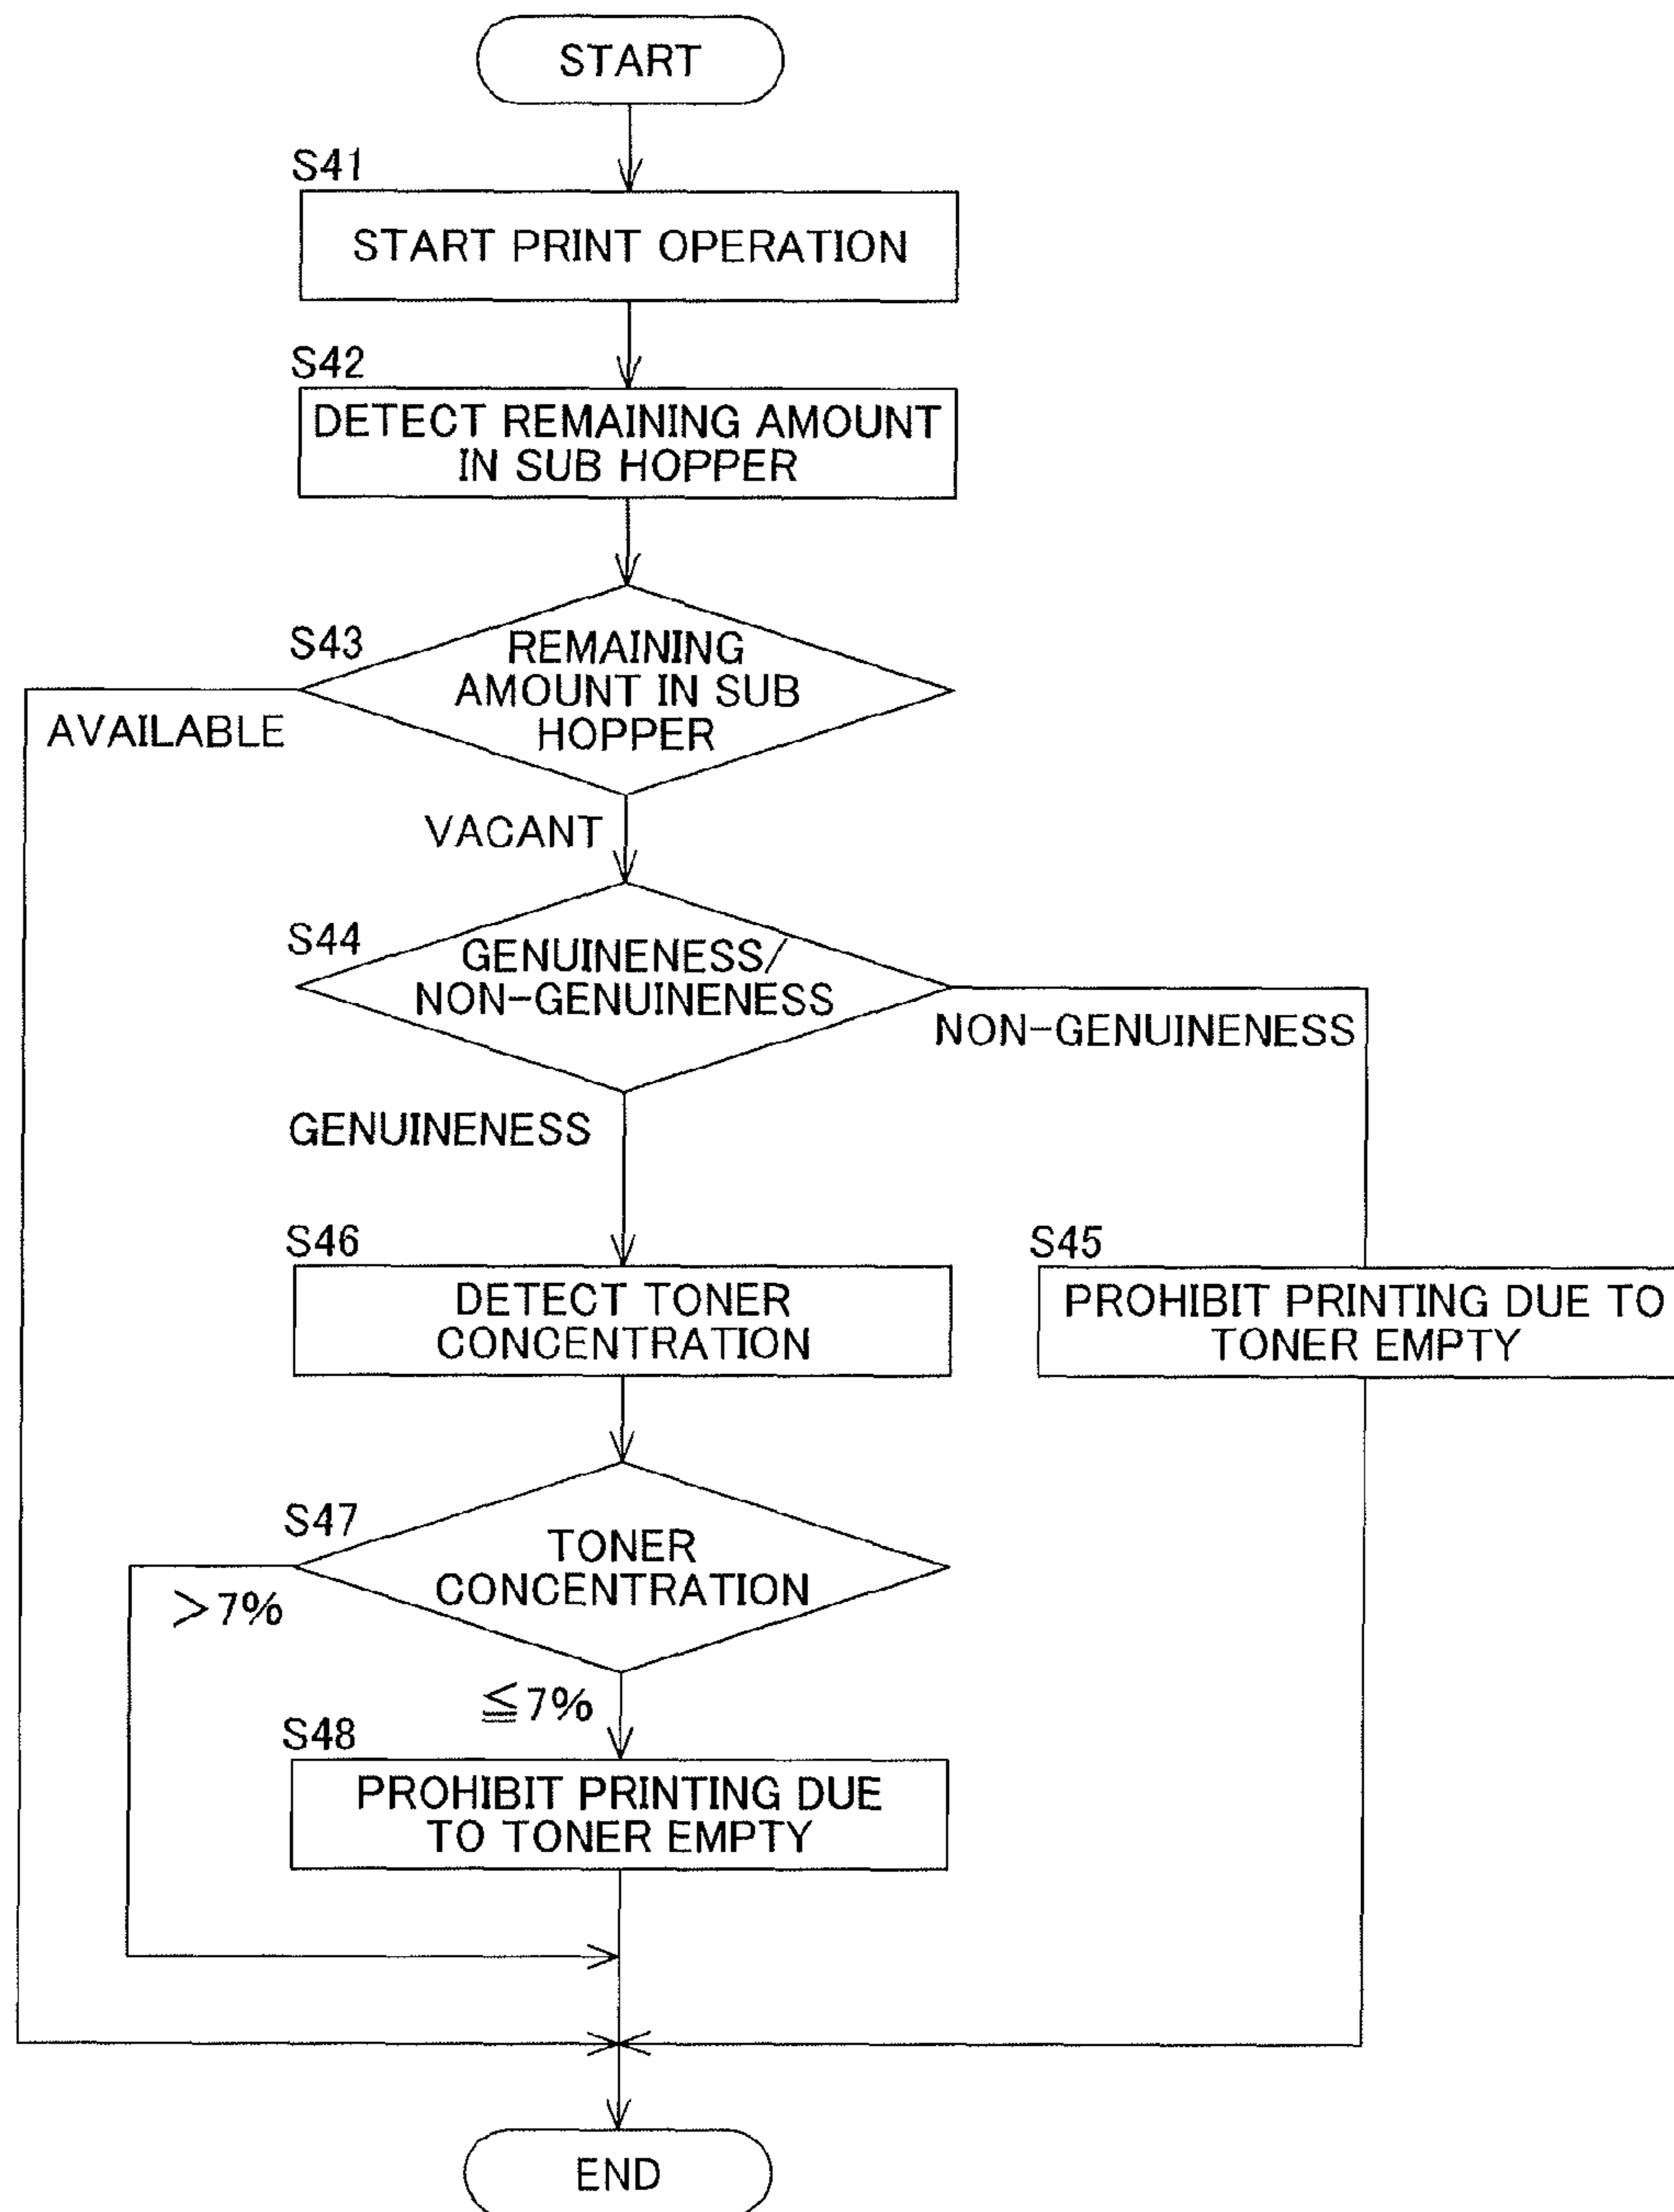 START
S41
START PRINT OPERATION
S42
DETECT REMAINING AMOUNT
IN SUB HOPPER
S43
REMAINING
AMOUNT IN SUB
HOPPER
AVAILABLE
VACANT
S44
GENUINENESS/
NON-GENUINENESS
NON-GENUINENESS
GENUINENESS
S46
DETECT TONER
CONCENTRATION
S45
PROHIBIT PRINTING DUE TO
TONER EMPTY
S47
TONER
CONCENTRATION
>7%
≦7%
S48
PROHIBIT PRINTING DUE
TO TONER EMPTY
END